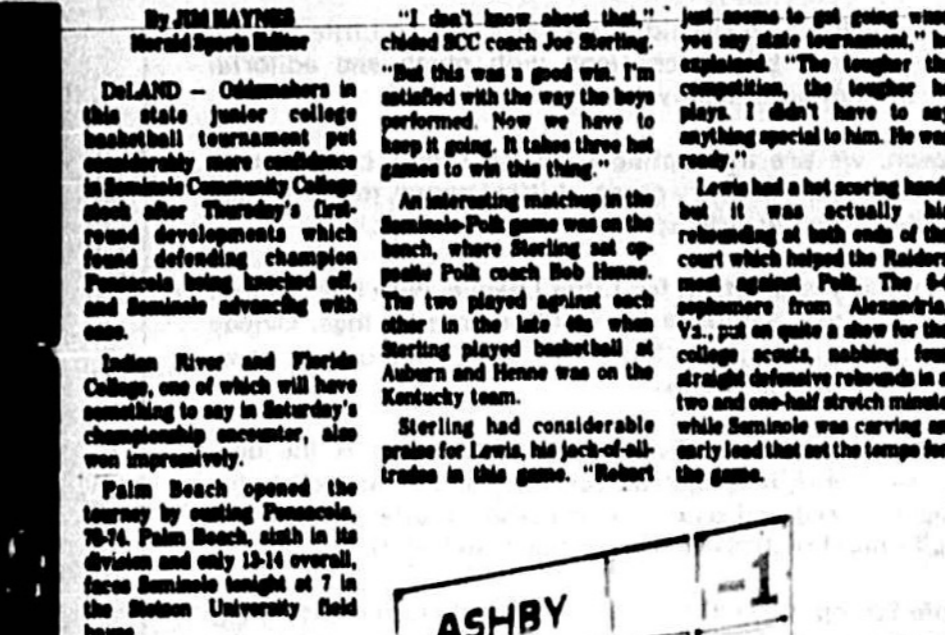 By JIM HAYNES
Herald Sports Editor
DeLAND — Oddsmakers in
this state junior college
basketball tournament put
considerably more confidence
in Seminole Community College
stock after Thursday's first-
round developments which
found defending champion
Pensacola being knocked off,
and Seminole advancing with
Indian River and Florida
College, one of which will have
something to say in Saturday's
championship encounter, also
won impressively.
Palm Beach opened the
tourney by ousting Pensacola,
76-74. Palm Beach, sixth in its
division and only 13-14 overall,
faces Seminole tonight at 7 in
the Stetson University field
house.
"I don't know about that,"
chided SCC coach Joe Sterling.
"But this was a good win. I'm
satisfied with the way the boys
performed. Now we have to
keep it going. It takes three hot
games to win this thing."
An interesting matchup in the
Seminole-Polk game was on the
bench, where Sterling sat op-
posite Polk coach Bob Henne.
The two played against each
other in the late 60s when
Sterling played basketball at
Auburn and Henne was on the
Kentucky team.
Sterling had considerable
praise for Lewis, his jack-of-all-
trades in this game. "Robert
just seems to get going when
you say state tournament," he
explained. "The tougher the
competition, the tougher he
plays. I didn't have to say
anything special to him. He was
ready."
Lewis had a hot scoring hand
but it was actually his
rebounding at both ends of the
court which helped the Raiders
most against Polk. The
sophomore from Alexandria,
Va., put on quite a show for the
college scouts, nabbing four
straight defensive rebounds in a
two and one-half stretch minute
while Seminole was carving an
early lead that set the tempo for
the game.
ASHBY
-1